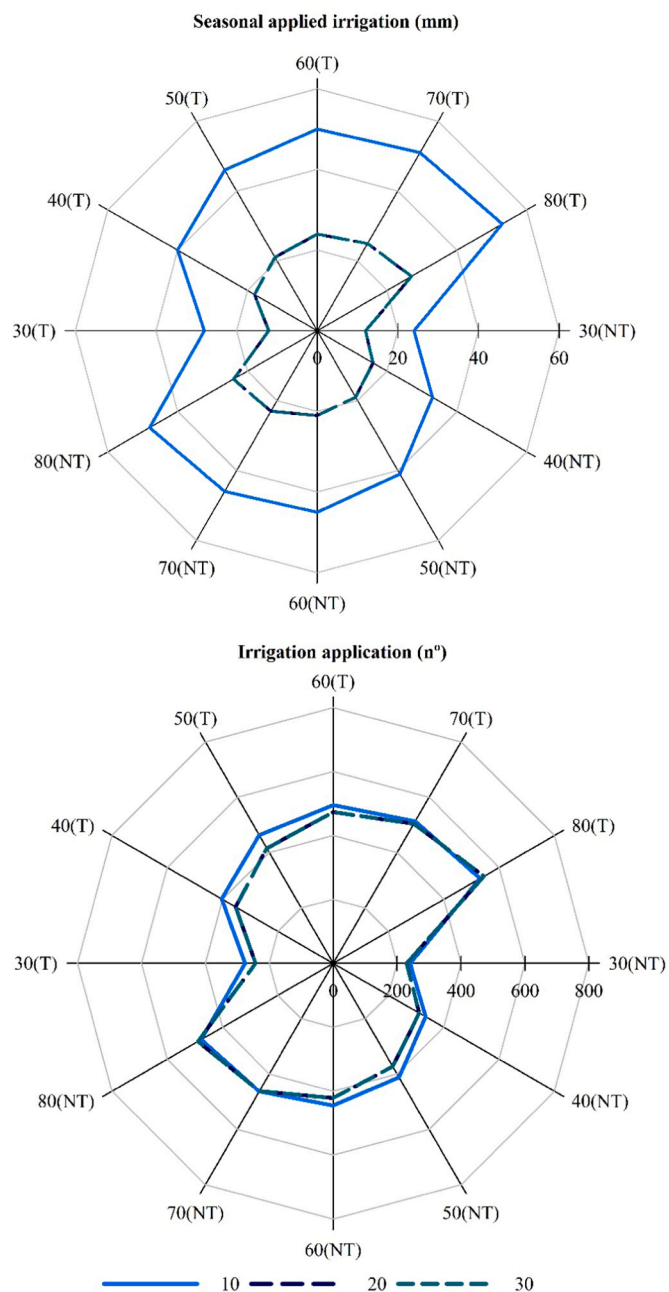 Seasonal applied irrigation (mm)
60(T)
50(T)
70(T)
40(T)
80(T)
30(T)
30(NT)
0
20
40
60
80(NT)
40(NT)
70(NT)
50(NT)
60(NT)
Irrigation application (nº)
60(T)
50(T)
70(T)
40(T)
80(T)
30(T)
30(NT)
0
200
400
600
800
80(NT)
40(NT)
70(NT)
50(NT)
60(NT)
10
20
30